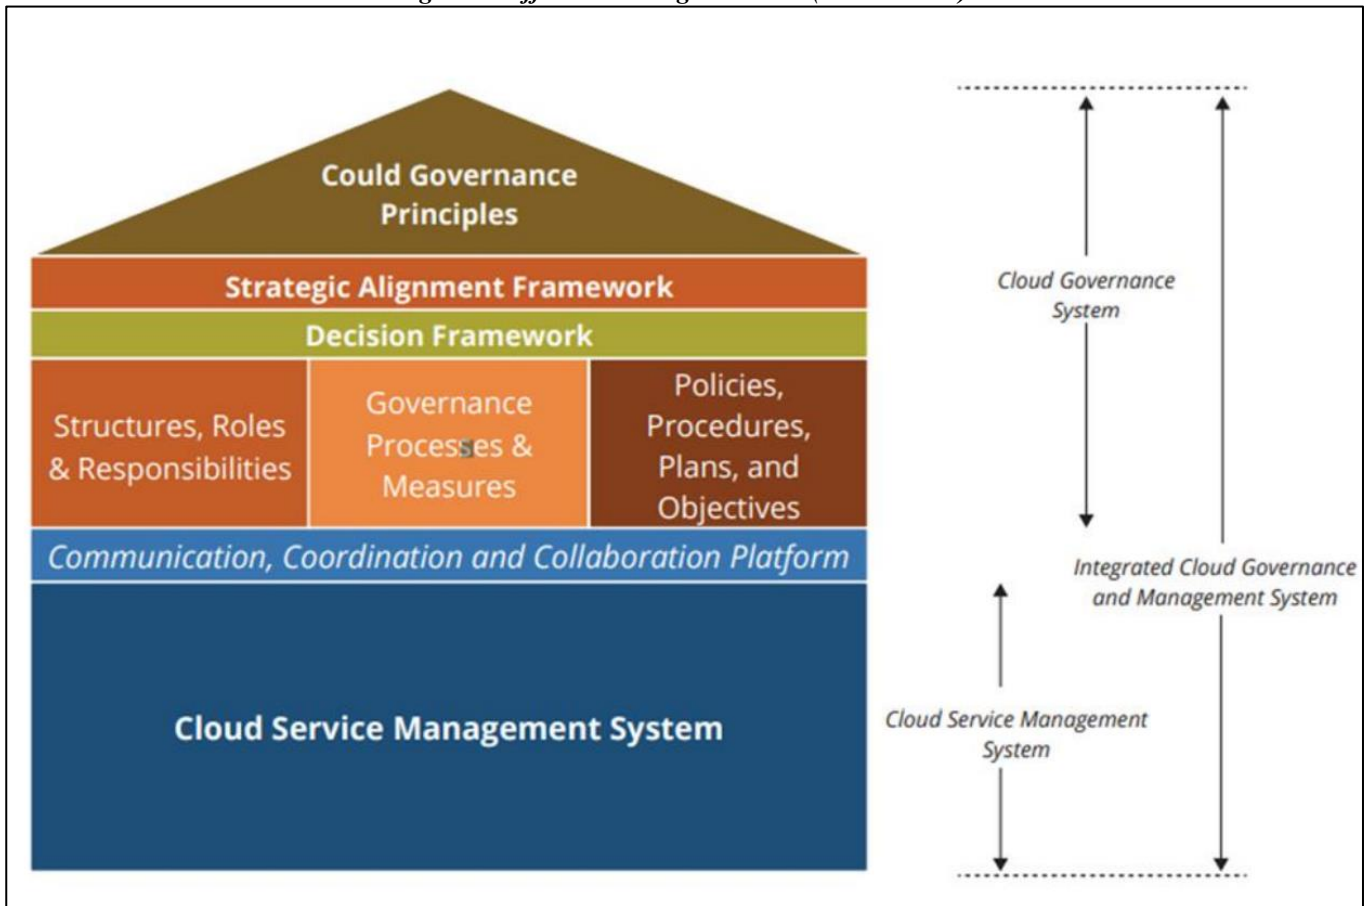 Could Governance
Principles
Strategic Alignment Framework
Decision Framework
Structures, Roles
& Responsibilities
Governance
Processes &
Measures
Policies,
Procedures,
Plans, and
Objectives
Communication, Coordination and Collaboration Platform
Cloud Service Management System
Cloud Governance
System
Integrated Cloud Governance
and Management System
Cloud Service Management
System